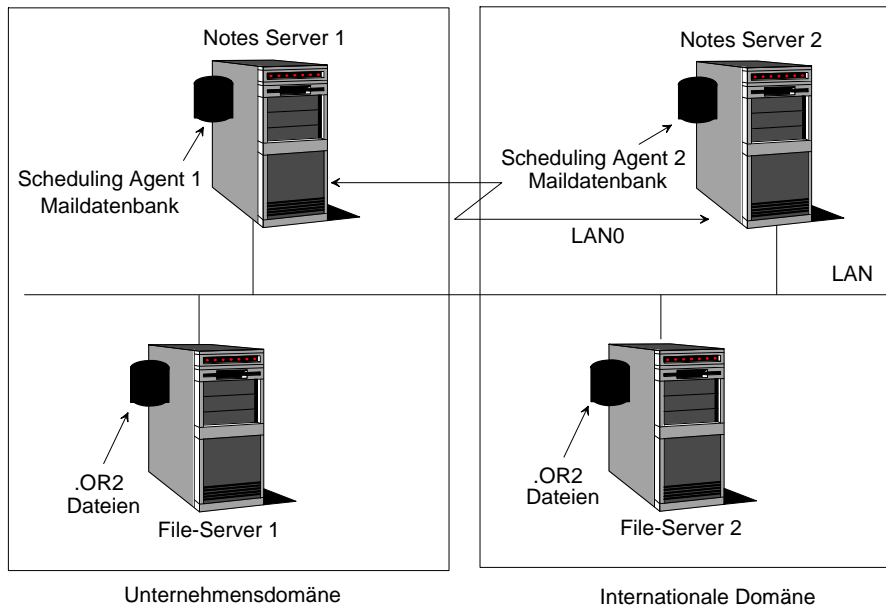 Notes Server 1
Notes Server 2
Scheduling Agent 1
Maildatenbank
Scheduling Agent 2
Maildatenbank
LAN0
LAN
.OR2
Dateien
.OR2
Dateien
File-Server 1
File-Server 2
Unternehmensdomäne
Internationale Domäne